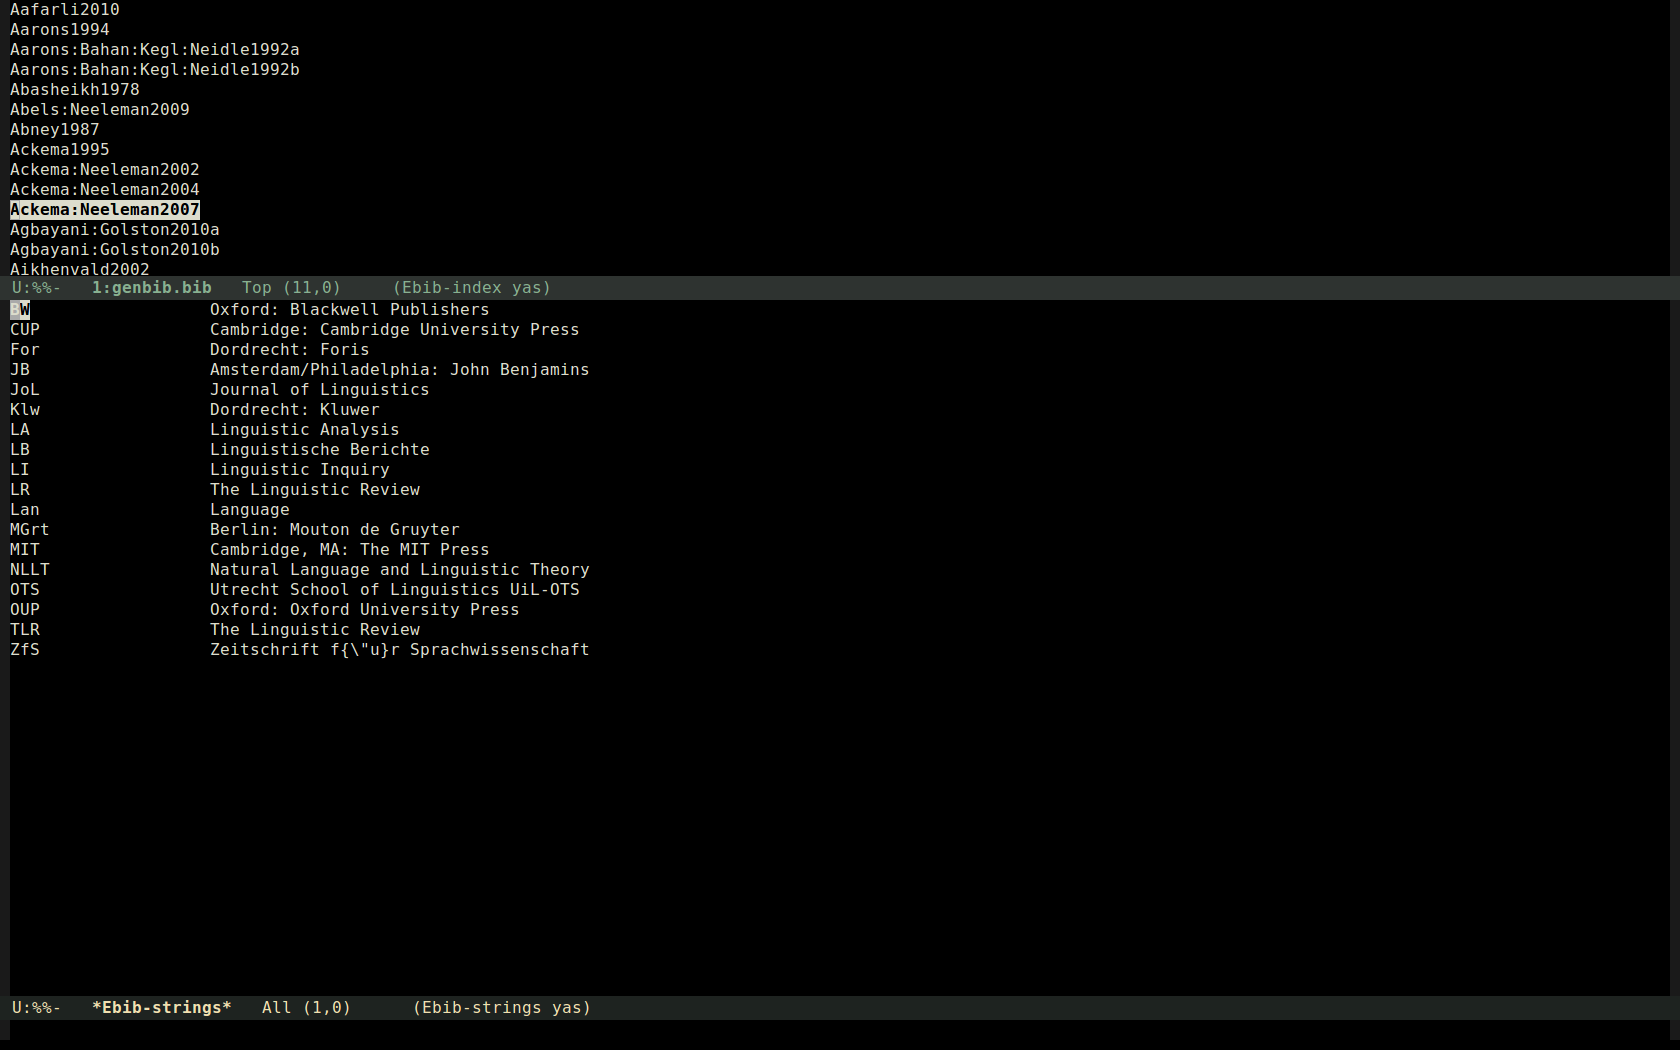 Aafarli2010
Aarons1994
Aarons:Bahan:Kegl:Neidle1992a
Aarons:Bahan:Kegl:Neidle1992b
Abasheikh1978
Abels:Neeleman2009
Abney1987
Ackema1995
Ackema:Neeleman2002
Ackema:Neeleman2004
Ackema:Neeleman2007
Agbayani:Golston2010a
Agbayani:Golston2010b
Aikhenvald2002
U:%%-   1:genbib.bib   Top (11,0)     (Ebib-index yas)
BW                  Oxford: Blackwell Publishers
CUP                 Cambridge: Cambridge University Press
For                 Dordrecht: Foris
JB                  Amsterdam/Philadelphia: John Benjamins
JoL                 Journal of Linguistics
Klw                 Dordrecht: Kluwer
LA                  Linguistic Analysis
LB                  Linguistische Berichte
LI                  Linguistic Inquiry
LR                  The Linguistic Review
Lan                 Language
MGrt                Berlin: Mouton de Gruyter
MIT                 Cambridge, MA: The MIT Press
NLLT                Natural Language and Linguistic Theory
OTS                 Utrecht School of Linguistics UiL-OTS
OUP                 Oxford: Oxford University Press
TLR                 The Linguistic Review
ZfS                 Zeitschrift f{\"u}r Sprachwissenschaft
U:%%-   *Ebib-strings*   All (1,0)      (Ebib-strings yas)